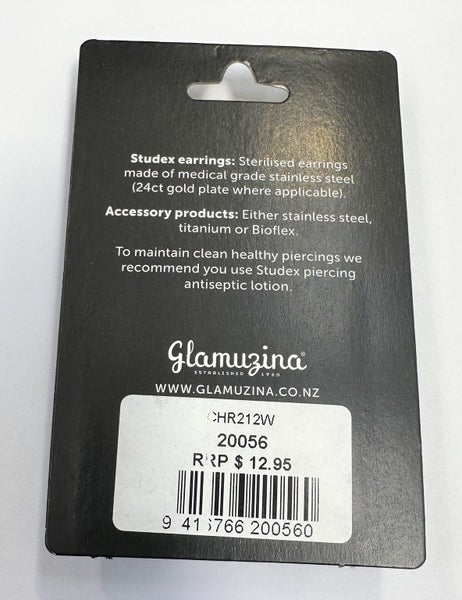 Studex earrings: Sterilised earrings
made of medical grade stainless steel
(24ct gold plate where applicable).
Accessory products: Either stainless steel,
titanium or Bioflex.
To maintain clean healthy piercings we
recommend you use Studex piercing
antiseptic lotion.
Glamuzina®
ESTABLISHED 1960
WWW.GLAMUZINA.CO.NZ
CHR212W
20056
RRP $ 12.95
9 415766 200560